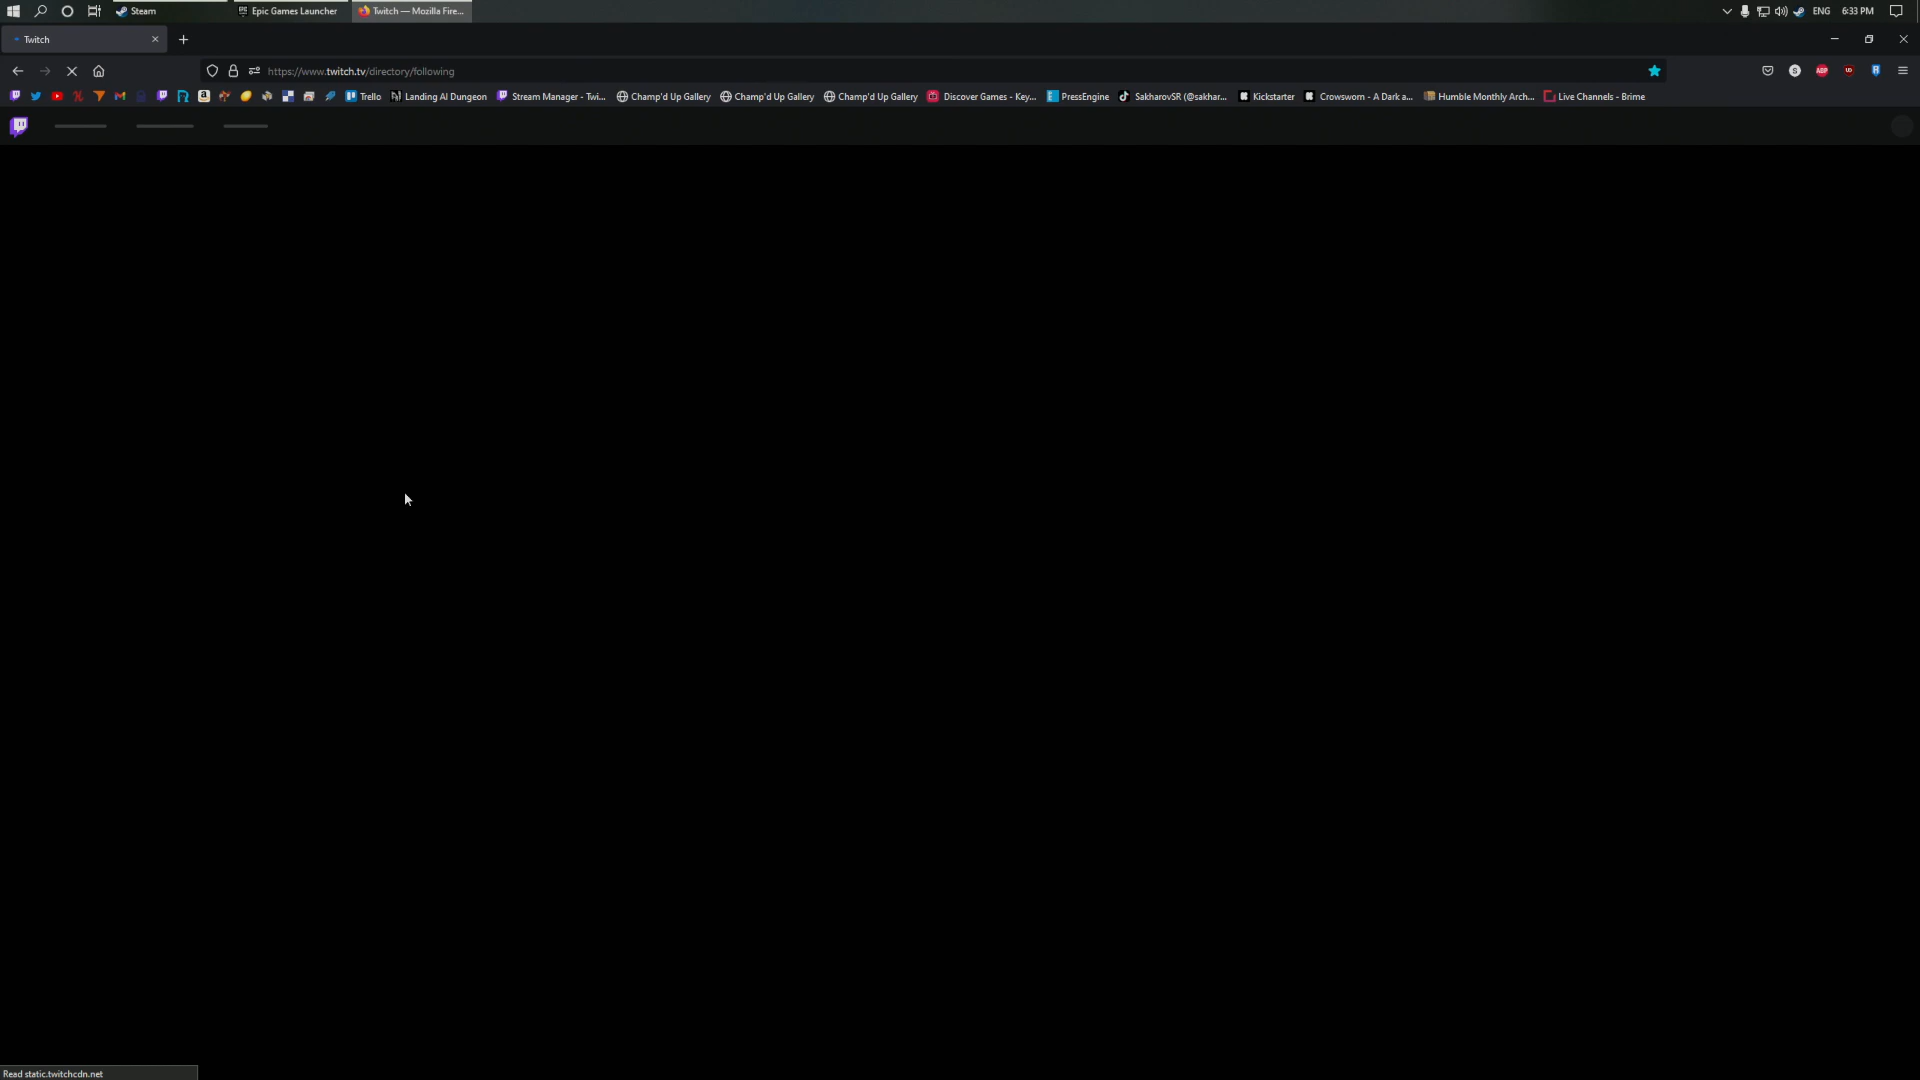 Steam Epic Games Launcher Twitch — Mozilla Fire... ENG 6:33 PM
Twitch
https://www.twitch.tv/directory/following
Trello Landing AI Dungeon Stream Manager - Twi... Champ'd Up Gallery Champ'd Up Gallery Champ'd Up Gallery Discover Games - Key... PressEngine SakharovSR (@sakhar... Kickstarter Crowsworn - A Dark a... Humble Monthly Arch... Live Channels - Brime
Read static.twitchcdn.net